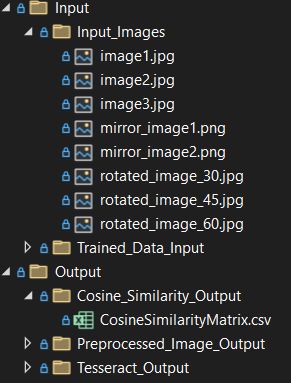 Input
Input_Images
image1.jpg
image2.jpg
image3.jpg
mirror_image1.png
mirror_image2.png
rotated_image_30.jpg
rotated_image_45.jpg
rotated_image_60.jpg
Trained_Data_Input
Output
Cosine_Similarity_Output
CosineSimilarityMatrix.csv
Preprocessed_Image_Output
Tesseract_Output